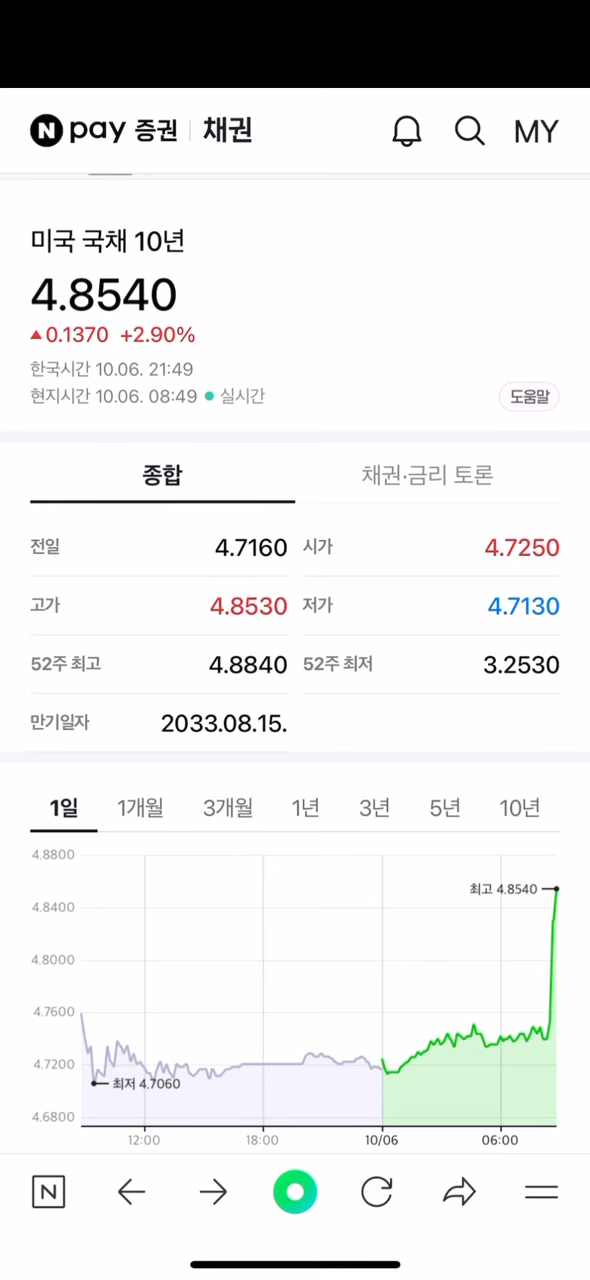 N pay 증권 채권 MY
미국 국채 10년
4.8540
▲0.1370 +2.90%
한국시간 10.06. 21:49
현지시간 10.06. 08:49 ● 실시간 도움말
종합 채권·금리 토론
전일 4.7160 시가 4.7250
고가 4.8530 저가 4.7130
52주 최고 4.8840 52주 최저 3.2530
만기일자 2033.08.15.
1일 1개월 3개월 1년 3년 5년 10년
4.8800
최고 4.8540
4.8400
4.8000
4.7600
4.7200
최저 4.7060
4.6800
12:00 18:00 10/06 06:00
N